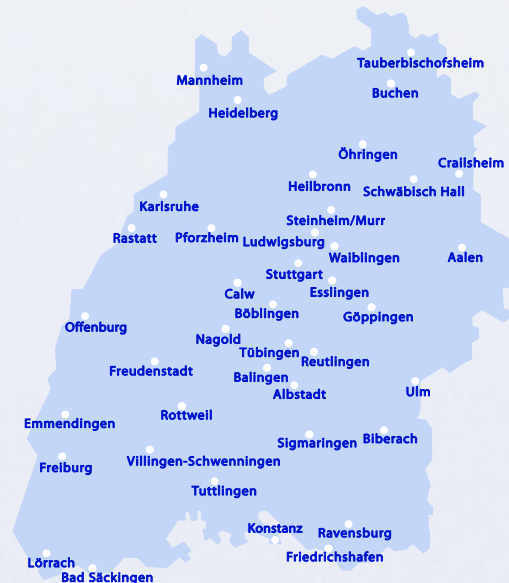 Tauberbischofsheim
Mannheim
Buchen
Heidelberg
Öhringen
Crailsheim
Heilbronn
Schwäbisch Hall
Karlsruhe
Steinheim/Murr
Rastatt
Pforzheim
Ludwigsburg
Waiblingen
Aalen
Stuttgart
Calw
Esslingen
Böblingen
Göppingen
Offenburg
Nagold
Tübingen
Reutlingen
Freudenstadt
Balingen
Albstadt
Ulm
Rottweil
Emmendingen
Sigmaringen
Biberach
Villingen-Schwenningen
Freiburg
Tuttlingen
Konstanz
Ravensburg
Friedrichshafen
Lörrach
Bad Säckingen